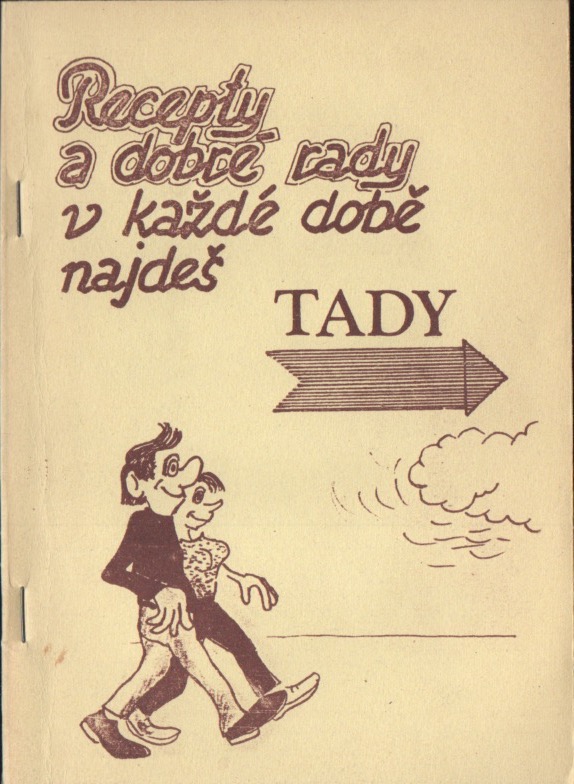 Recepty
a dobré rady
v každé době
najdeš
TADY